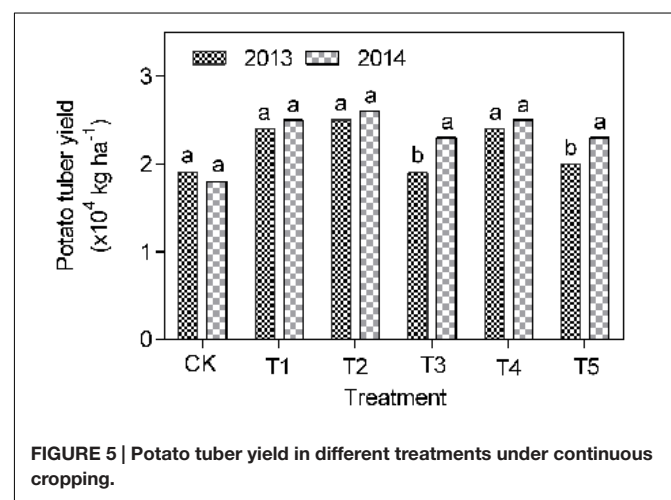 2013 2014
Potato tuber yield
(x10⁴ kg ha⁻¹)
3
2
1
0
a a a a a a b a a a b a
CK T1 T2 T3 T4 T5
Treatment
FIGURE 5 | Potato tuber yield in different treatments under continuous
cropping.